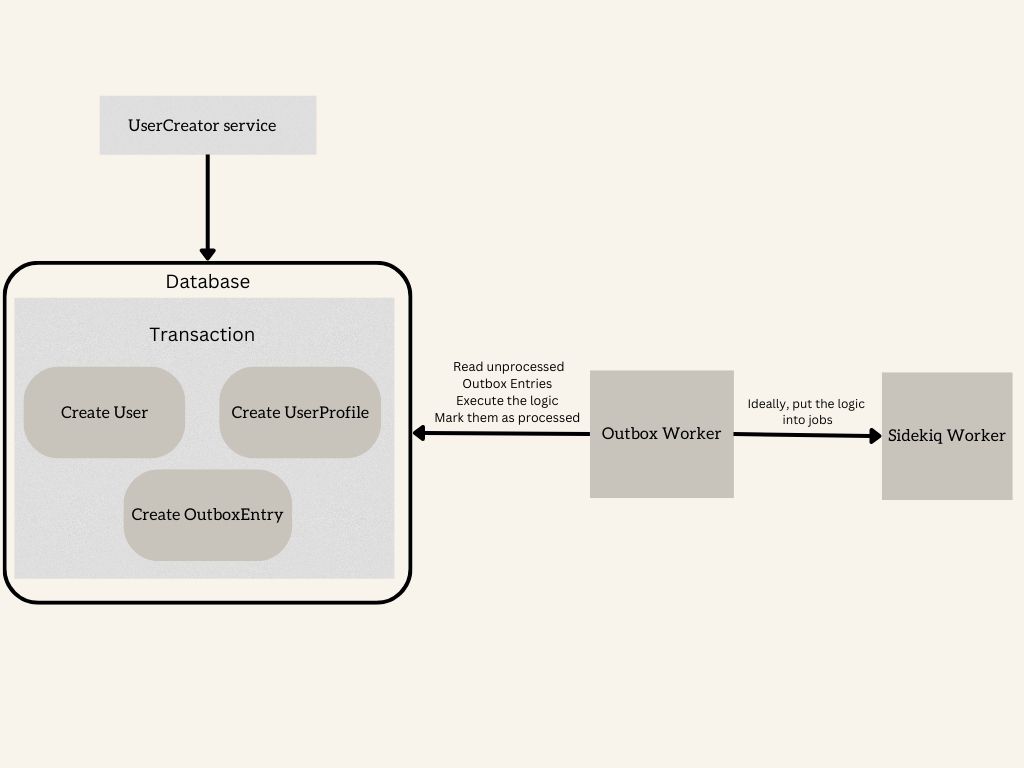 UserCreator service
Database
Transaction
Create User
Create UserProfile
Create OutboxEntry
Read unprocessed
Outbox Entries
Execute the logic
Mark them as processed
Outbox Worker
Ideally, put the logic
into jobs
Sidekiq Worker